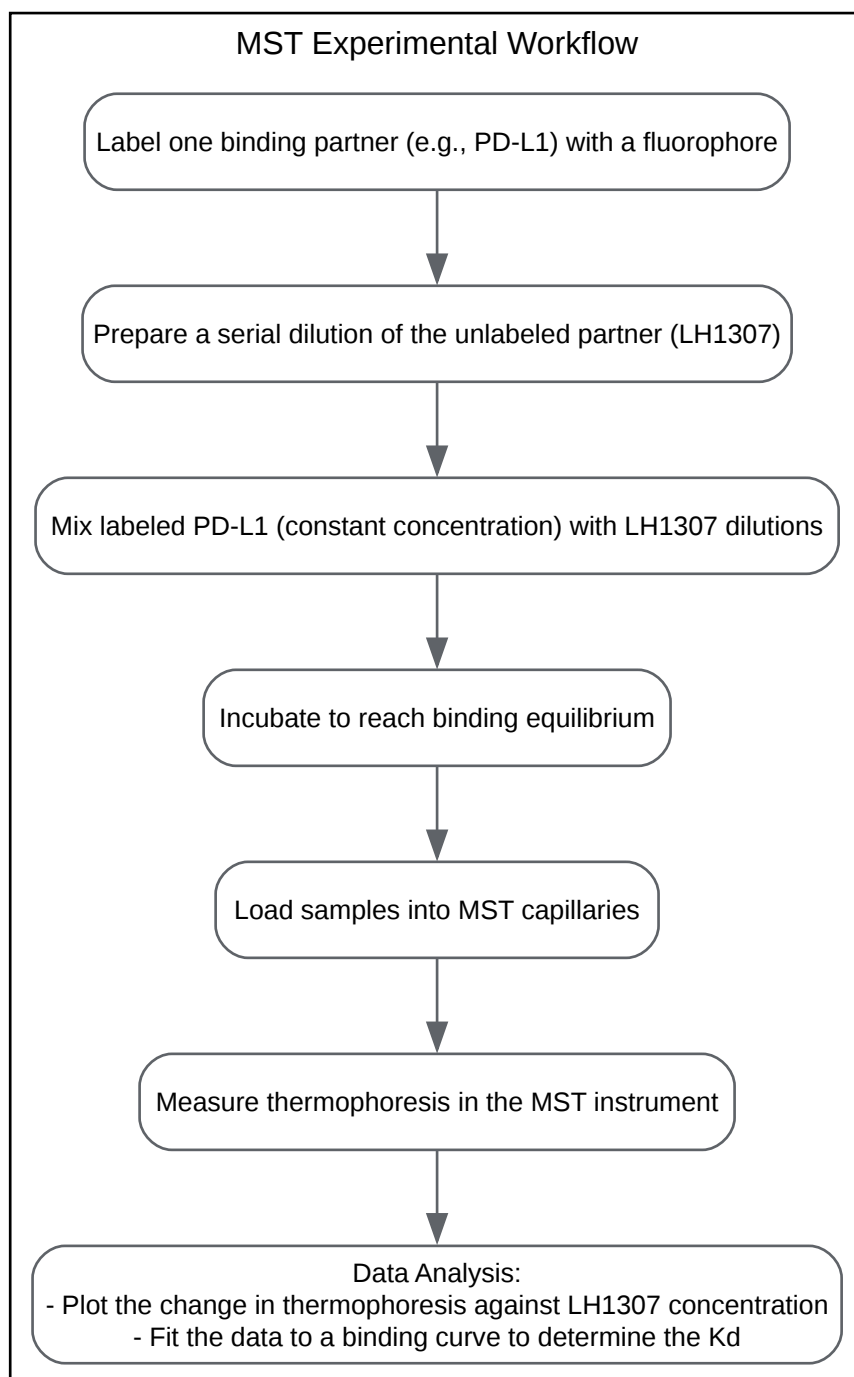 MST Experimental Workflow
Label one binding partner (e.g., PD-L1) with a fluorophore
Prepare a serial dilution of the unlabeled partner (LH1307)
Mix labeled PD-L1 (constant concentration) with LH1307 dilutions
Incubate to reach binding equilibrium
Load samples into MST capillaries
Measure thermophoresis in the MST instrument
Data Analysis:
- Plot the change in thermophoresis against LH1307 concentration
- Fit the data to a binding curve to determine the Kd